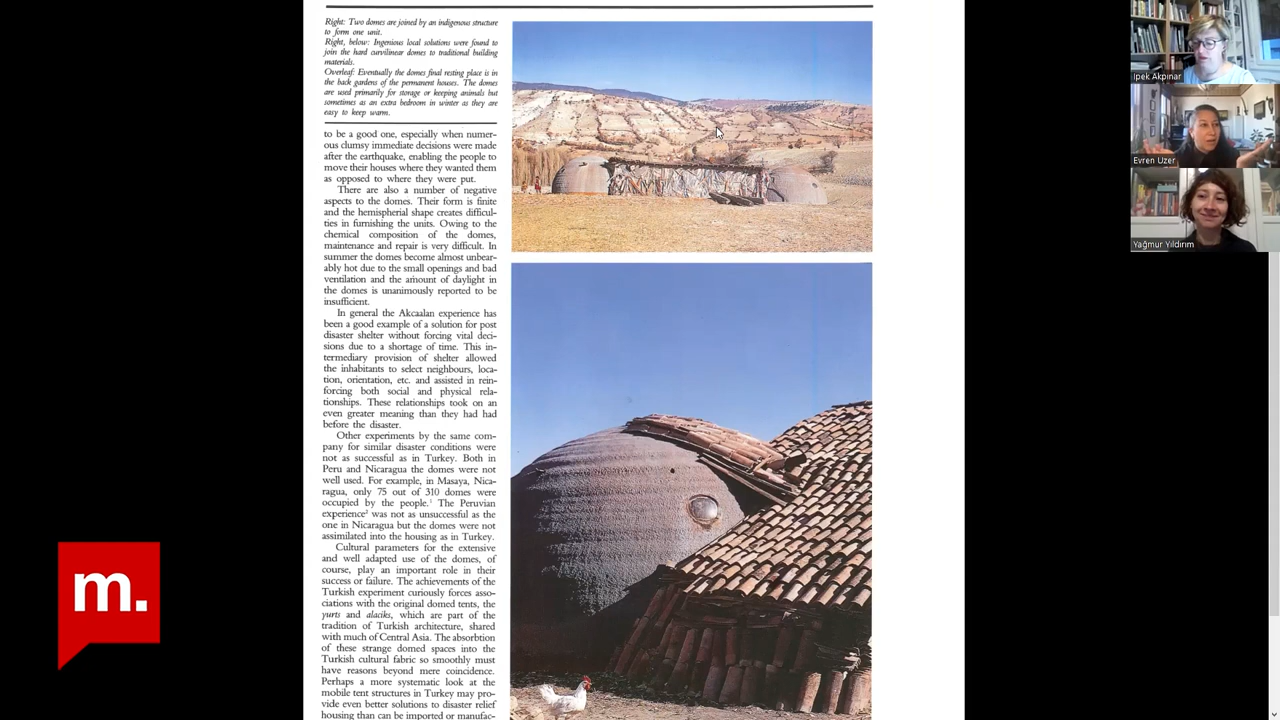 Right: Two domes are joined by an indigenous structure
to form one unit.
Right, below: Ingenious local solutions were found to
join the hard curvilinear domes to traditional building
materials.
Overleaf: Eventually the domes final resting place is in
the back gardens of the permanent houses. The domes
are used primarily for storage or keeping animals but
sometimes as an extra bedroom in winter as they are
easy to keep warm.
to be a good one, especially when numer-
ous clumsy immediate decisions were made
after the earthquake, enabling the people to
move their houses where they wanted them
as opposed to where they were put.
There are also a number of negative
aspects to the domes. Their form is finite
and the hemispherial shape creates difficul-
ties in furnishing the units. Owing to the
chemical composition of the domes,
maintenance and repair is very difficult. In
summer the domes become almost unbear-
ably hot due to the small openings and bad
ventilation and the amount of daylight in
the domes is unanimously reported to be
insufficient.
In general the Akcaalan experience has
been a good example of a solution for post
disaster shelter without forcing vital deci-
sions due to a shortage of time. This in-
termediary provision of shelter allowed
the inhabitants to select neighbours, loca-
tion, orientation, etc. and assisted in rein-
forcing both social and physical rela-
tionships. These relationships took on an
even greater meaning than they had had
before the disaster.
Other experiments by the same com-
pany for similar disaster conditions were
not as successful as in Turkey. Both in
Peru and Nicaragua the domes were not
well used. For example, in Masaya, Nica-
ragua, only 75 out of 310 domes were
occupied by the people.¹ The Peruvian
experience² was not as unsuccessful as the
one in Nicaragua but the domes were not
assimilated into the housing as in Turkey.
Cultural parameters for the extensive
and well adapted use of the domes, of
course, play an important role in their
success or failure. The achievements of the
Turkish experiment curiously forces asso-
ciations with the original domed tents, the
yurts and alaciks, which are part of the
tradition of Turkish architecture, shared
with much of Central Asia. The absorbtion
of these strange domed spaces into the
Turkish cultural fabric so smoothly must
have reasons beyond mere coincidence.
Perhaps a more systematic look at the
mobile tent structures in Turkey may pro-
vide even better solutions to disaster relief
housing than can be imported or manufac-
Ipek Akpınar
Evren Uzer
Yağmur Yıldırım
m.